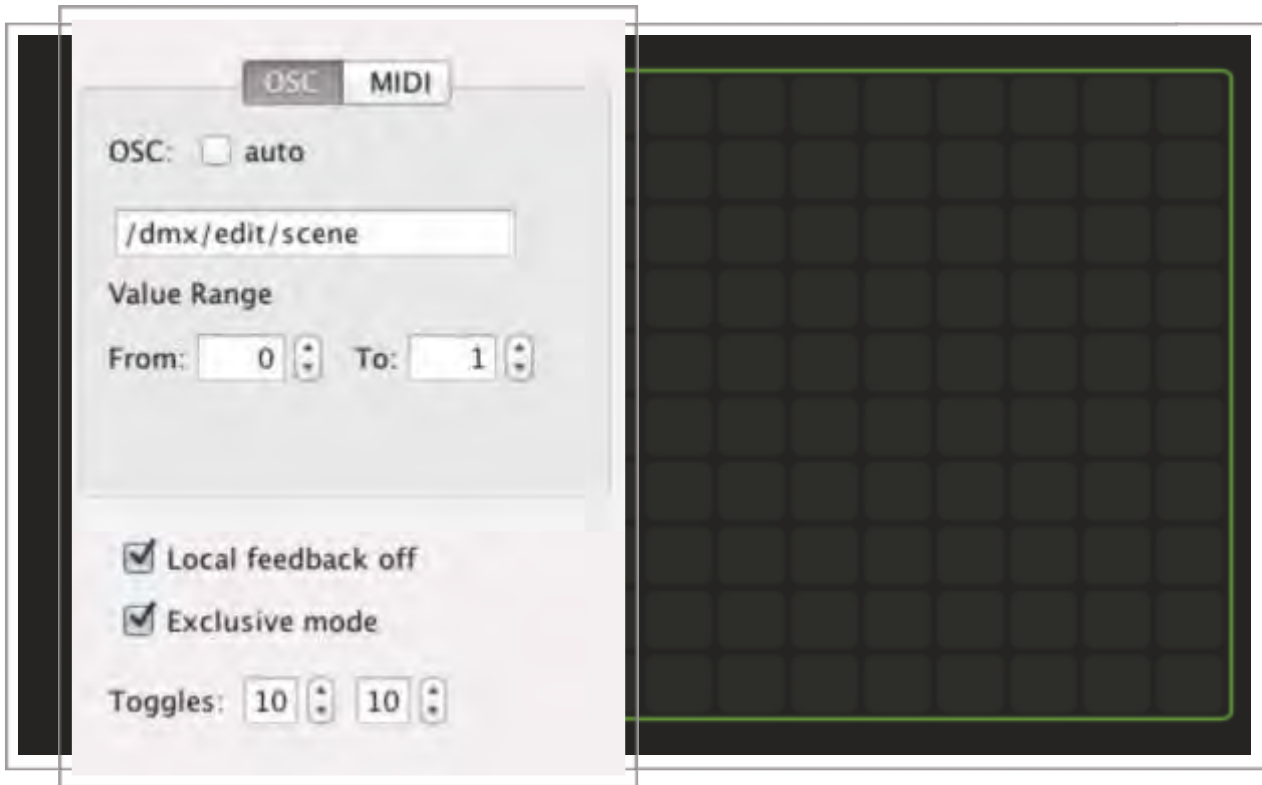 OSC MIDI
OSC: auto
/dmx/edit/scene
Value Range
From: 0 To: 1
Local feedback off
Exclusive mode
Toggles: 10 10